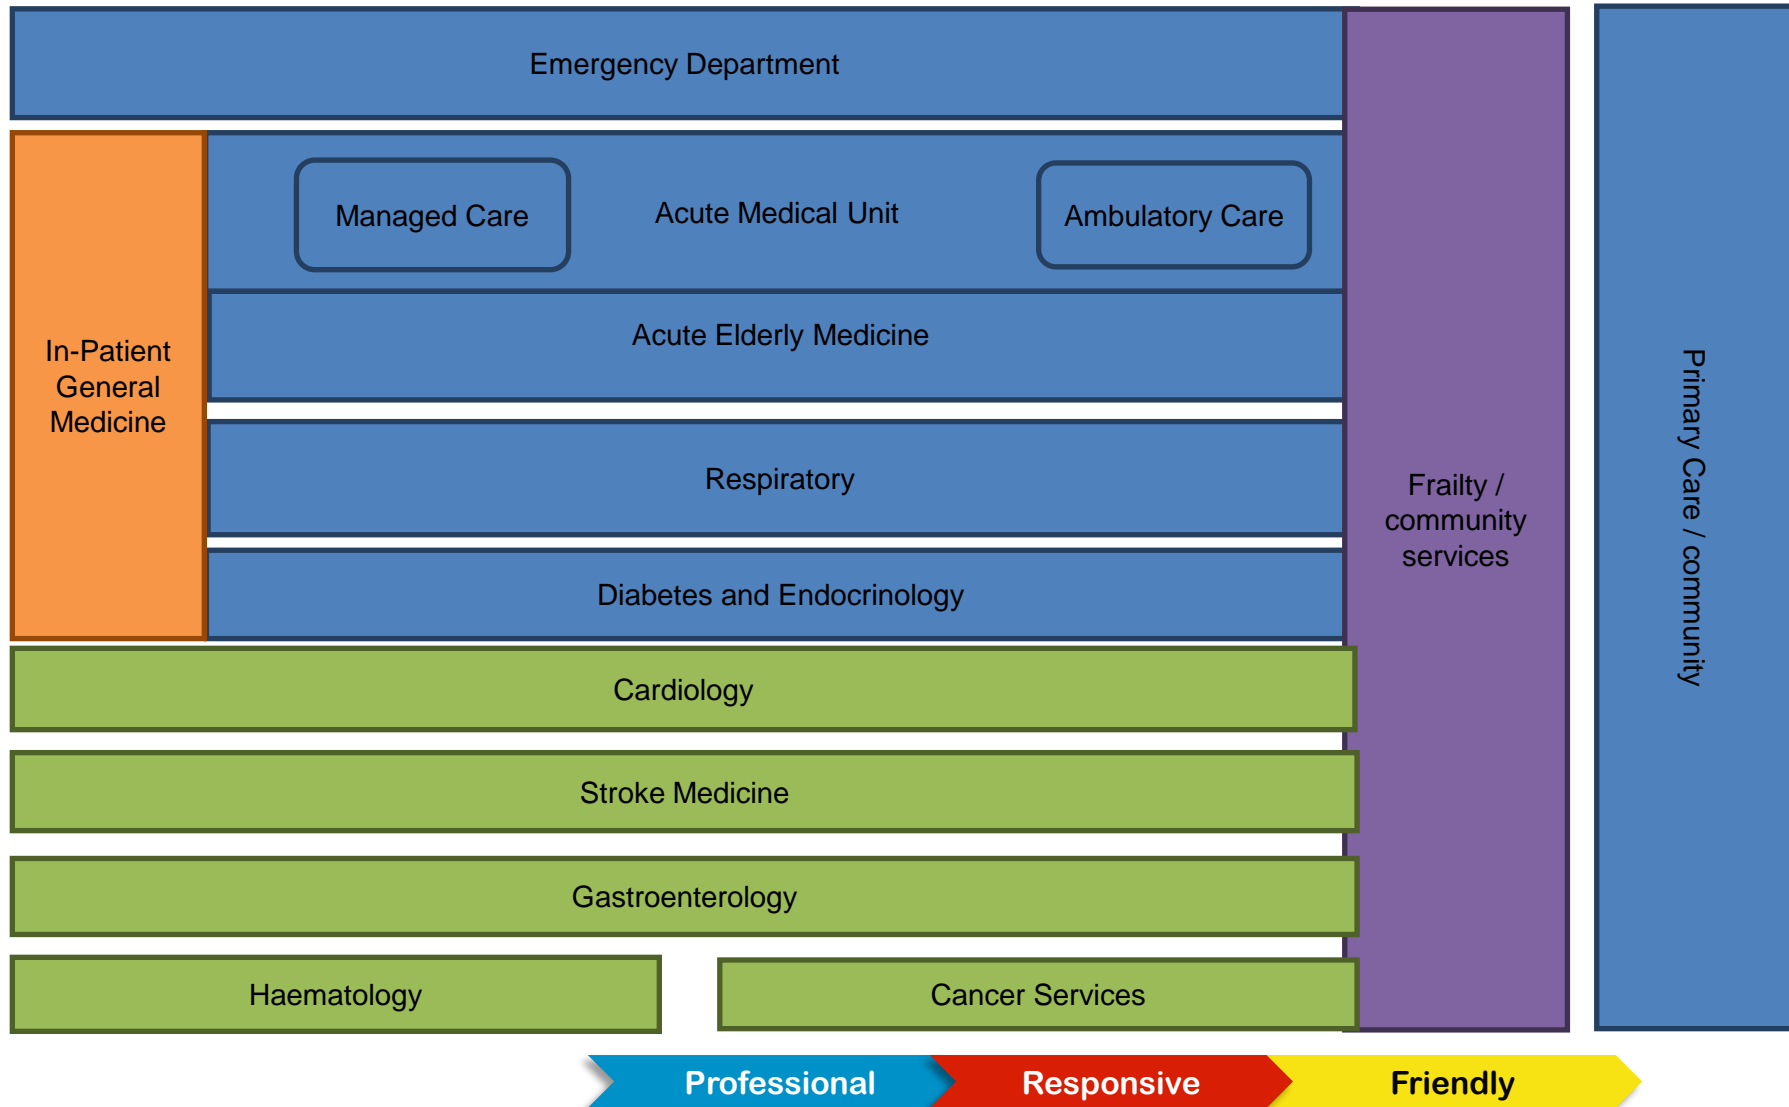 Emergency Department
Managed Care
Acute Medical Unit
Ambulatory Care
Acute Elderly Medicine
In-Patient
General
Medicine
Respiratory
Diabetes and Endocrinology
Cardiology
Stroke Medicine
Gastroenterology
Haematology
Cancer Services
Frailty /
community
services
Primary Care / community
Professional
Responsive
Friendly